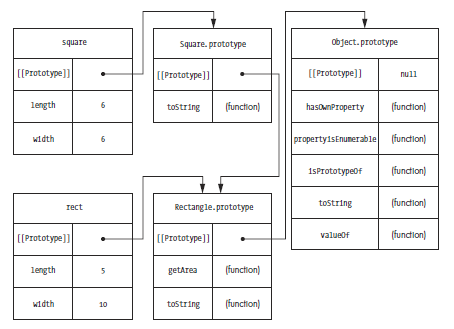 square
[[Prototype]]
length 6
width 6
Square.prototype
[[Prototype]]
toString (function)
Object.prototype
[[Prototype]] null
hasOwnProperty (function)
propertyisEnumerable (function)
isPrototypeOf (function)
toString (function)
valueOf (function)
rect
[[Prototype]]
length 5
width 10
Rectangle.prototype
[[Prototype]]
getArea (function)
toString (function)